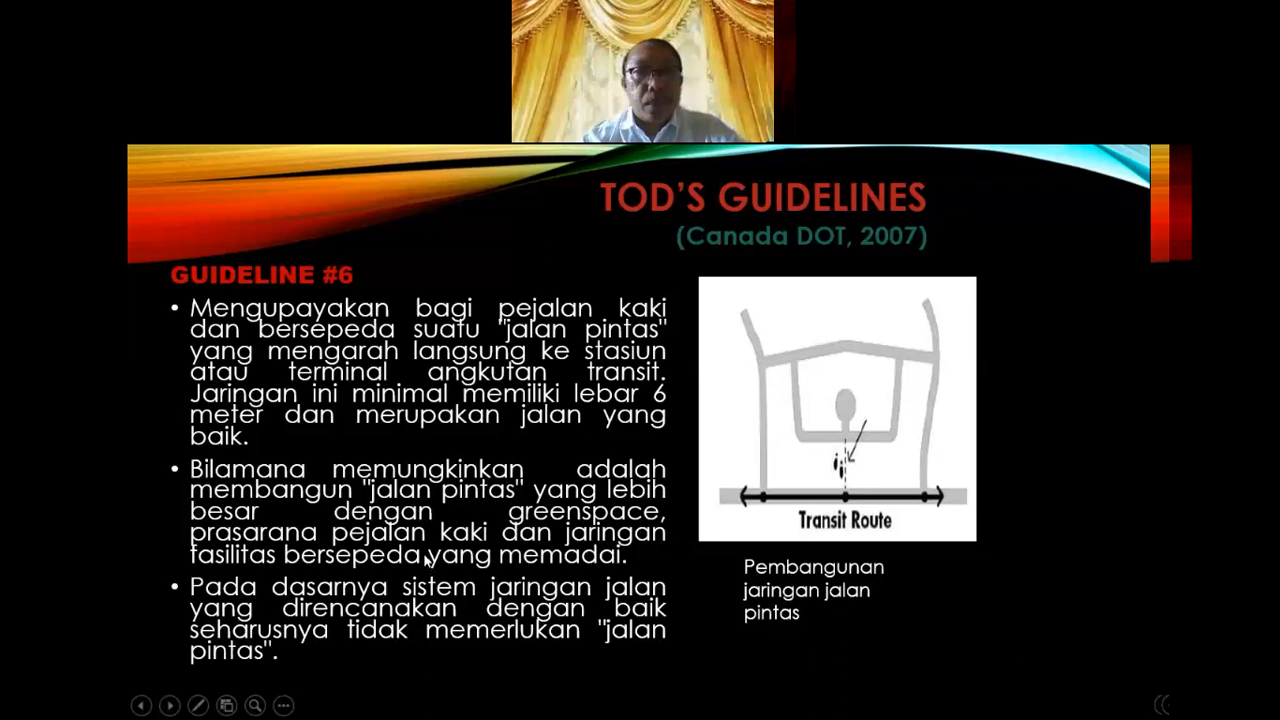 TOD'S GUIDELINES
(Canada DOT, 2007)
GUIDELINE #6
• Mengupayakan bagi pejalan kaki
dan bersepeda suatu "jalan pintas"
yang mengarah langsung ke stasiun
atau terminal angkutan transit.
Jaringan ini minimal memiliki lebar 6
meter dan merupakan jalan yang
baik.
• Bilamana memungkinkan adalah
membangun "jalan pintas" yang lebih
besar dengan greenspace,
prasarana pejalan kaki dan jaringan
fasilitas bersepeda yang memadai.
• Pada dasarnya sistem jaringan jalan
yang direncanakan dengan baik
seharusnya tidak memerlukan "jalan
pintas".
Transit Route
Pembangunan
jaringan jalan
pintas